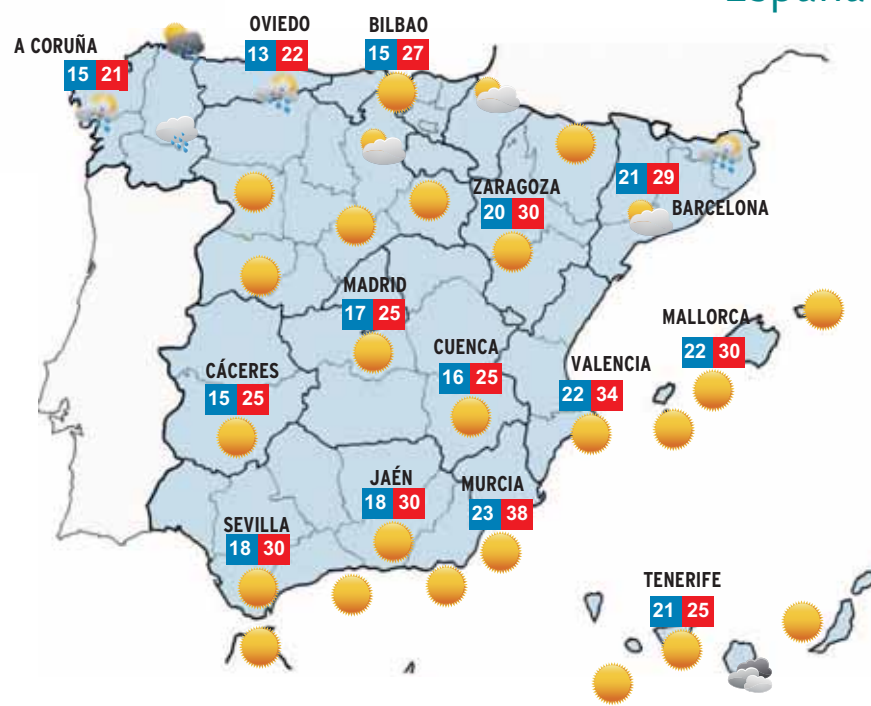 España
OVIEDO
13 22
BILBAO
15 27
A CORUÑA
15 21
ZARAGOZA
20 30
21 29
BARCELONA
MADRID
17 25
MALLORCA
22 30
CUENCA
16 25
VALENCIA
22 34
CÁCERES
15 25
JAÉN
18 30
MURCIA
23 38
SEVILLA
18 30
TENERIFE
21 25